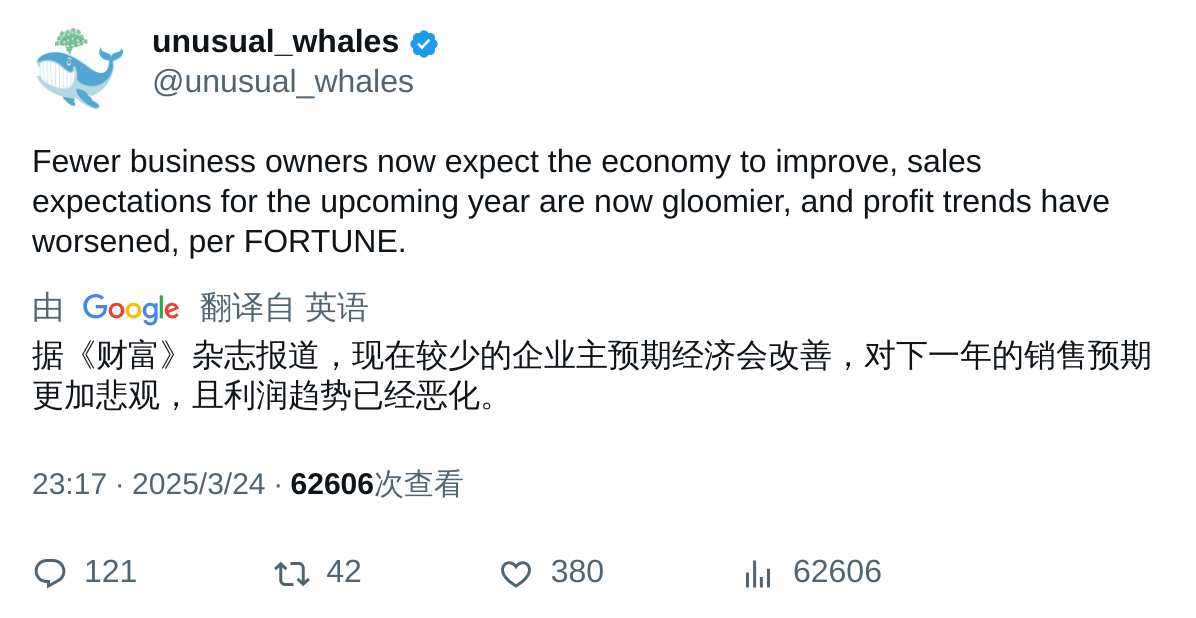 unusual_whales
@unusual_whales
Fewer business owners now expect the economy to improve, sales
expectations for the upcoming year are now gloomier, and profit trends have
worsened, per FORTUNE.
由 Google 翻译自 英语
据《财富》杂志报道，现在较少的企业主预期经济会改善，对下一年的销售预期
更加悲观，且利润趋势已经恶化。
23:17 · 2025/3/24 · 62606次查看
121 42 380 62606